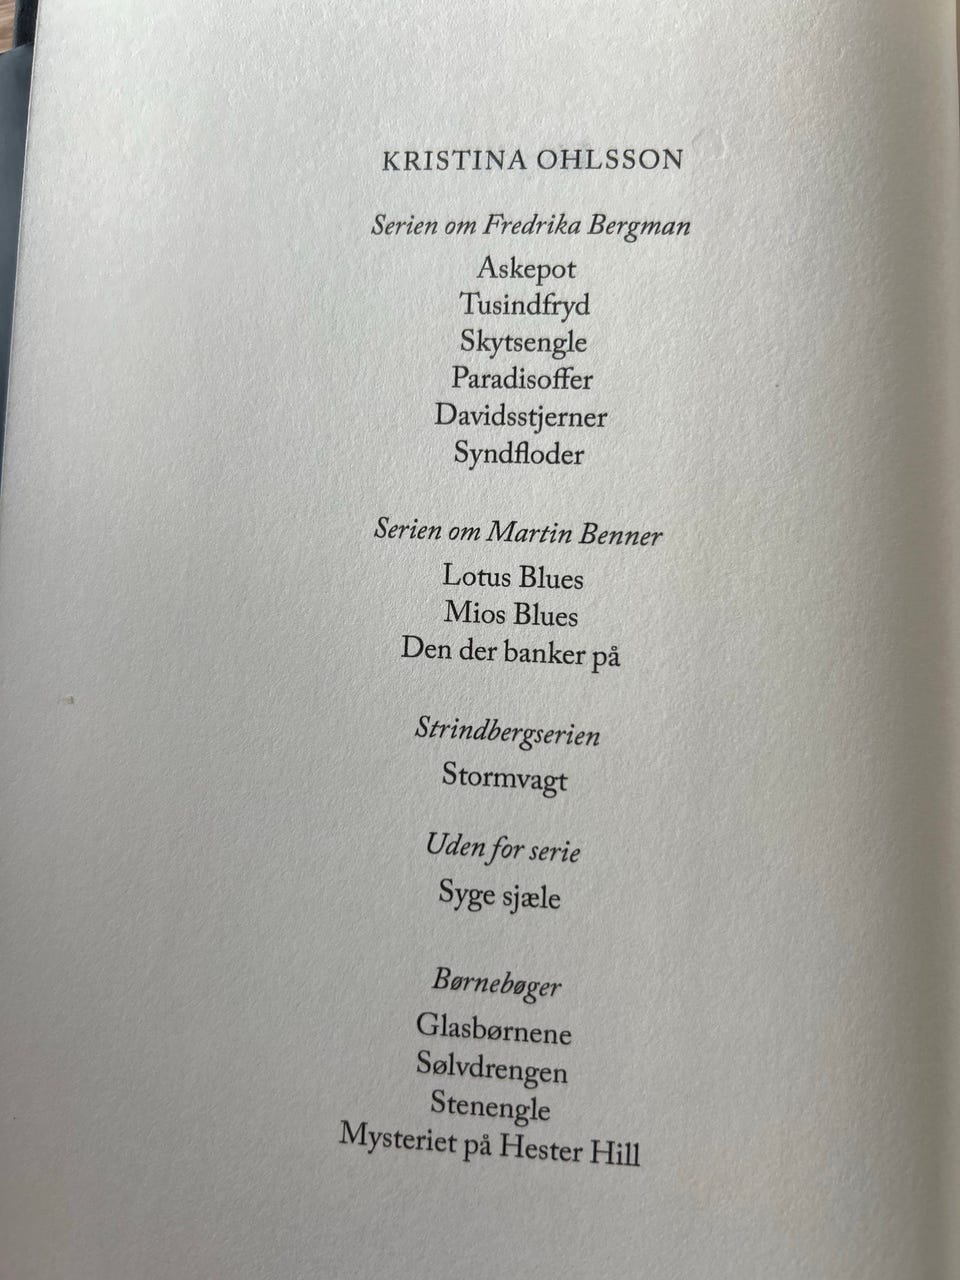 KRISTINA OHLSSON
Serien om Fredrika Bergman
Askepot
Tusindfryd
Skytsengle
Paradisoffer
Davidsstjerner
Syndfloder
Serien om Martin Benner
Lotus Blues
Mios Blues
Den der banker på
Strindbergserien
Stormvagt
Uden for serie
Syge sjæle
Børnebøger
Glasbørnene
Sølvdrengen
Stenengle
Mysteriet på Hester Hill